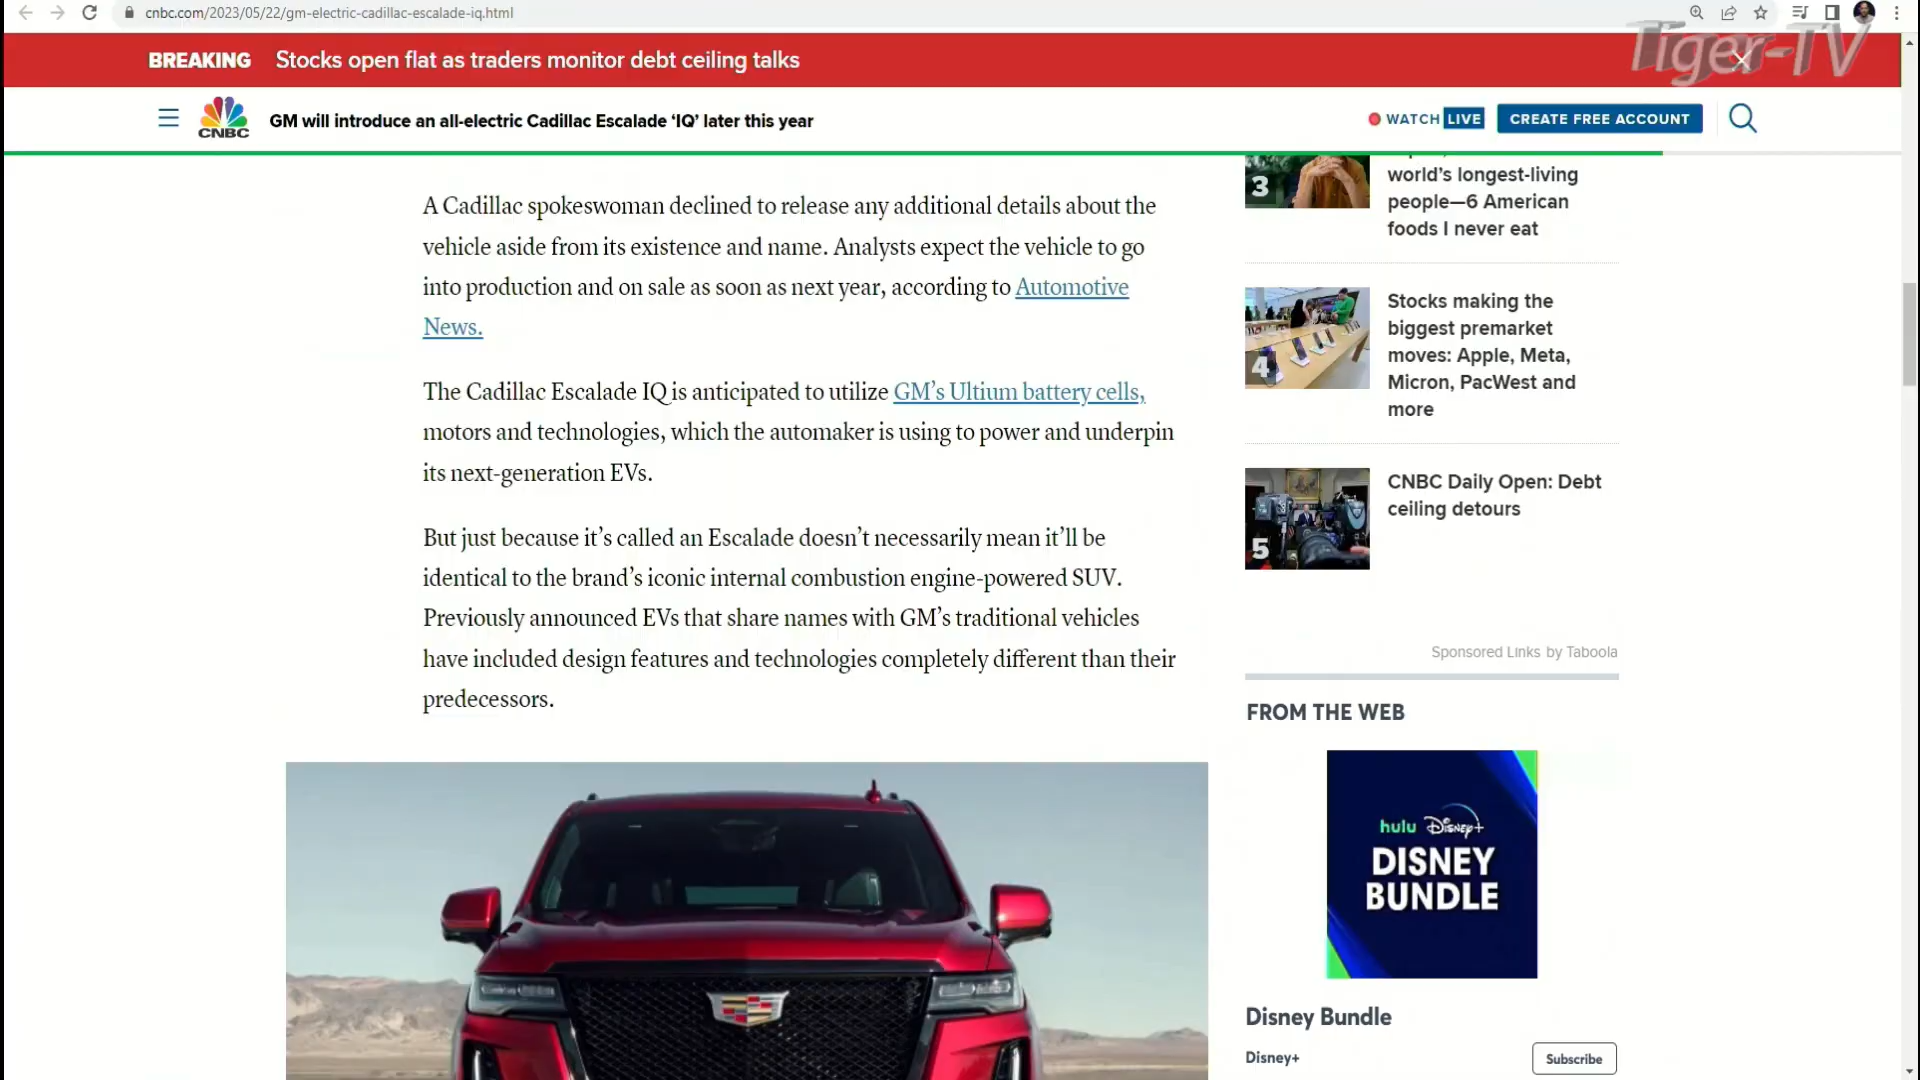 cnbc.com/2023/05/22/gm-electric-cadillac-escalade-iq.html
Tiger-TV
BREAKING Stocks open flat as traders monitor debt ceiling talks
CNBC
GM will introduce an all-electric Cadillac Escalade ‘IQ’ later this year
WATCH LIVE
CREATE FREE ACCOUNT
A Cadillac spokeswoman declined to release any additional details about the
vehicle aside from its existence and name. Analysts expect the vehicle to go
into production and on sale as soon as next year, according to Automotive
News.
The Cadillac Escalade IQ is anticipated to utilize GM’s Ultium battery cells,
motors and technologies, which the automaker is using to power and underpin
its next-generation EVs.
But just because it’s called an Escalade doesn’t necessarily mean it’ll be
identical to the brand’s iconic internal combustion engine-powered SUV.
Previously announced EVs that share names with GM’s traditional vehicles
have included design features and technologies completely different than their
predecessors.
3
world’s longest-living
people—6 American
foods I never eat
4
Stocks making the
biggest premarket
moves: Apple, Meta,
Micron, PacWest and
more
5
CNBC Daily Open: Debt
ceiling detours
Sponsored Links by Taboola
FROM THE WEB
hulu Disney+
DISNEY
BUNDLE
Disney Bundle
Disney+
Subscribe